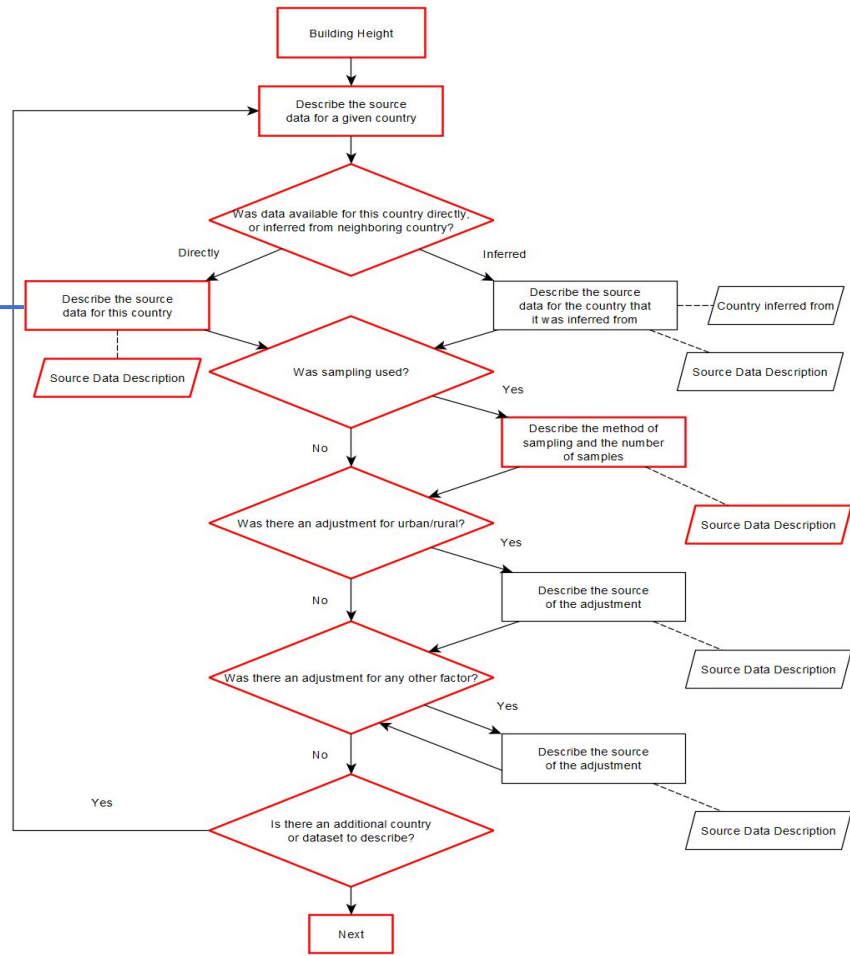 Building Height
Describe the source
data for a given country
Was data available for this country directly,
or inferred from neighboring country?
Directly
Inferred
Describe the source
data for this country
Describe the source
data for the country that
it was inferred from
Country inferred from
Source Data Description
Was sampling used?
Source Data Description
Yes
No
Describe the method of
sampling and the number
of samples
Was there an adjustment for urban/rural?
Source Data Description
Yes
No
Describe the source
of the adjustment
Was there an adjustment for any other factor?
Source Data Description
Yes
No
Describe the source
of the adjustment
Yes
Is there an additional country
or dataset to describe?
Source Data Description
Next